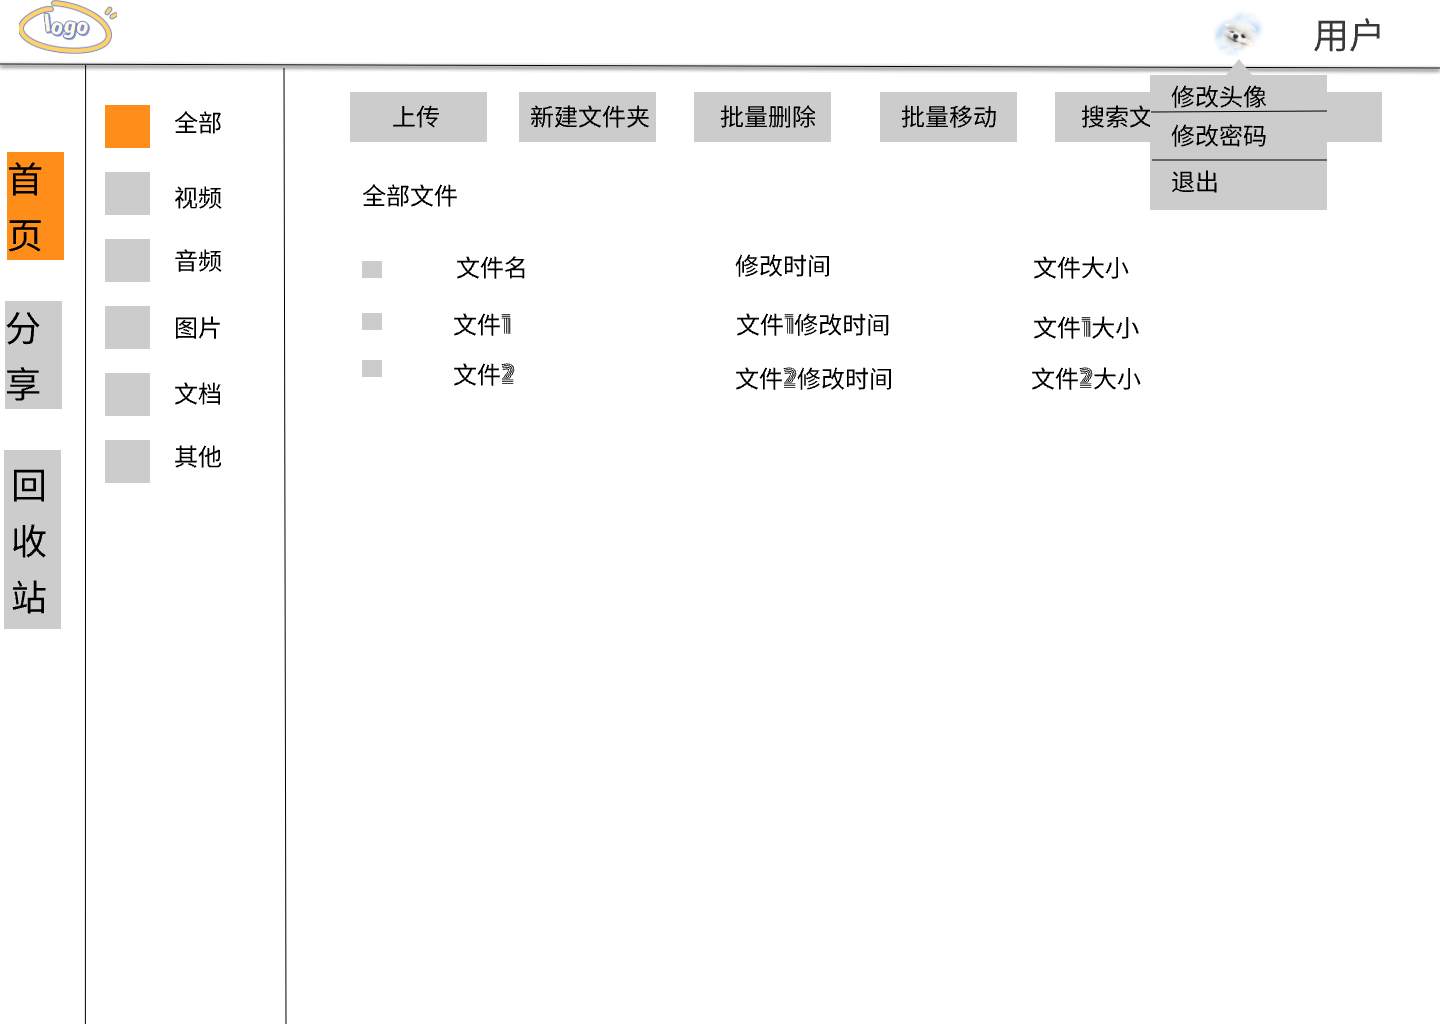 logo
用户
修改头像
修改密码
退出
首
页
分
享
回
收
站
全部
视频
音频
图片
文档
其他
上传
新建文件夹
批量删除
批量移动
搜索文
全部文件
文件名
修改时间
文件大小
文件1
文件1修改时间
文件1大小
文件2
文件2修改时间
文件2大小